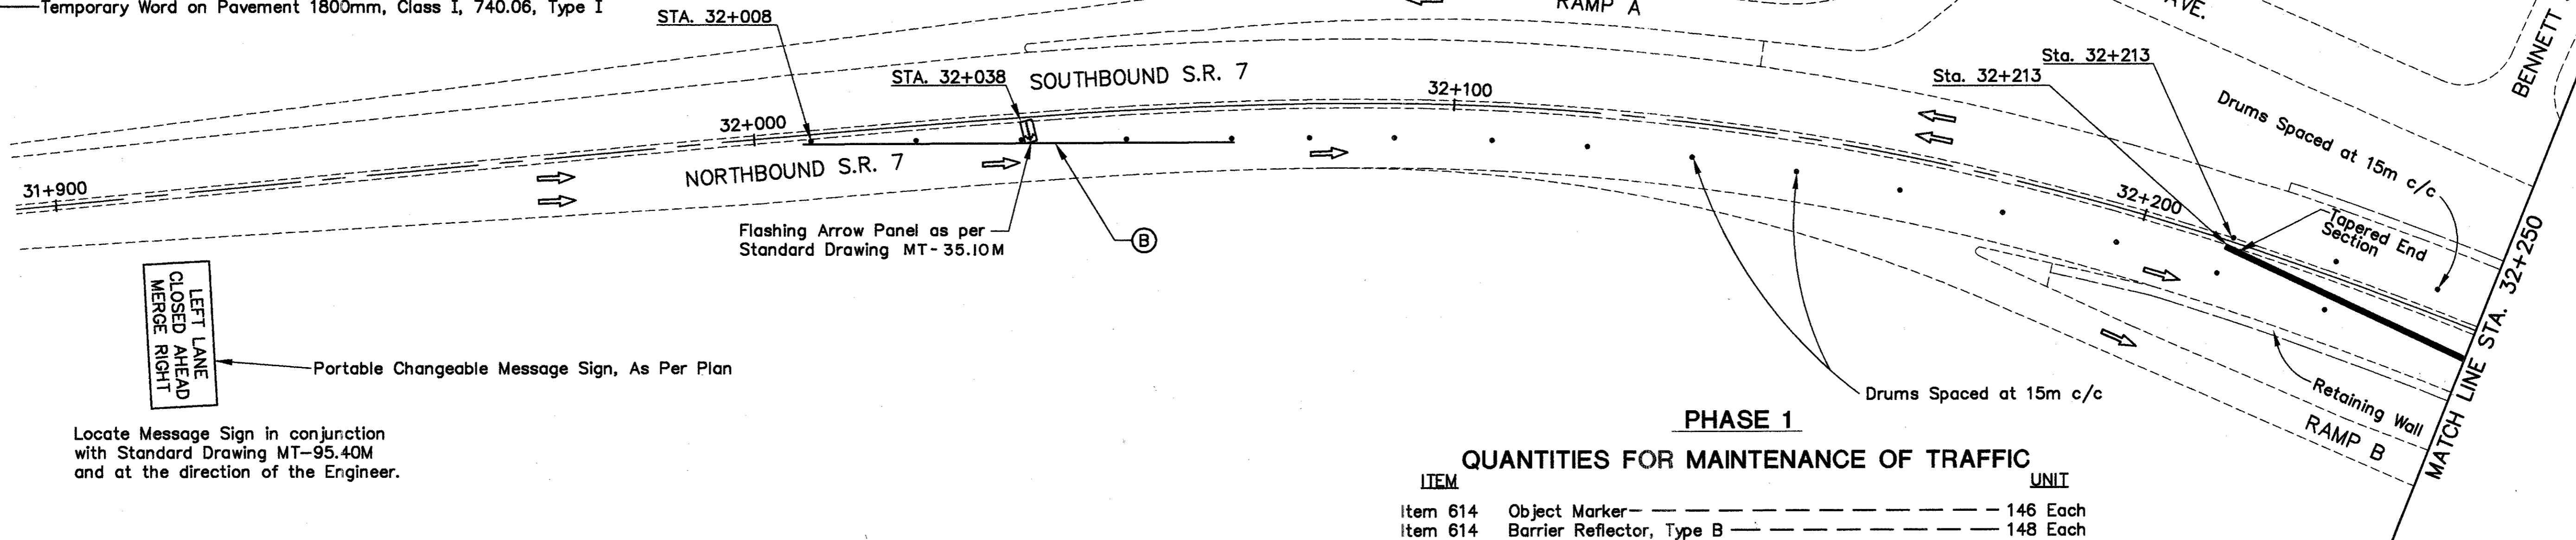 Temporary Word on Pavement 1800mm, Class I, 740.06, Type I
STA. 32+008
RAMP A
AVE.
BENNETT
STA. 32+038
SOUTHBOUND S.R. 7
32+100
Sta. 32+213
Sta. 32+213
Drums Spaced at 15m c/c
32+000
31+900
NORTHBOUND S.R. 7
32+200
Tapered End
Section
Flashing Arrow Panel as per
Standard Drawing MT-35.10M
B
MATCH LINE STA. 32+250
LEFT LANE
CLOSED AHEAD
MERGE RIGHT
Portable Changeable Message Sign, As Per Plan
Drums Spaced at 15m c/c
Retaining Wall
RAMP B
Locate Message Sign in conjunction
with Standard Drawing MT-95.40M
and at the direction of the Engineer.
PHASE 1
QUANTITIES FOR MAINTENANCE OF TRAFFIC
ITEM UNIT
Item 614 Object Marker 146 Each
Item 614 Barrier Reflector, Type B 148 Each